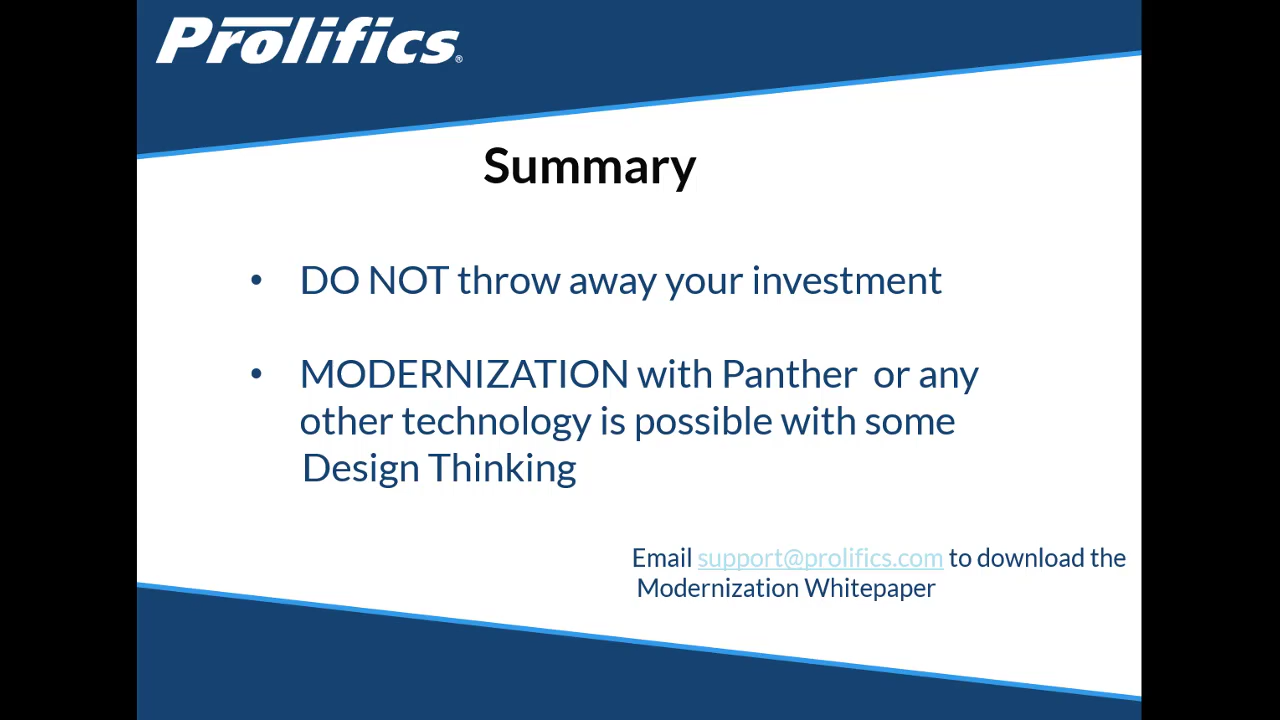 Prolifics®
Summary
• DO NOT throw away your investment
• MODERNIZATION with Panther or any
other technology is possible with some
Design Thinking
Email support@prolifics.com to download the
Modernization Whitepaper